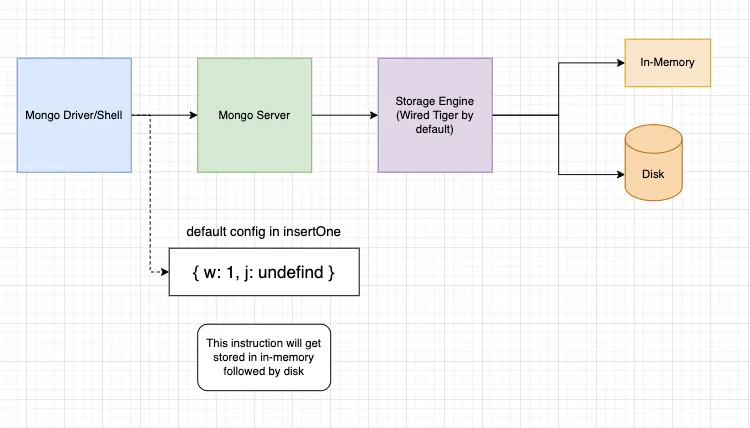 Mongo Driver/Shell
Mongo Server
Storage Engine
(Wired Tiger by
default)
In-Memory
Disk
default config in insertOne
{ w: 1, j: undefind }
This instruction will get
stored in in-memory
followed by disk